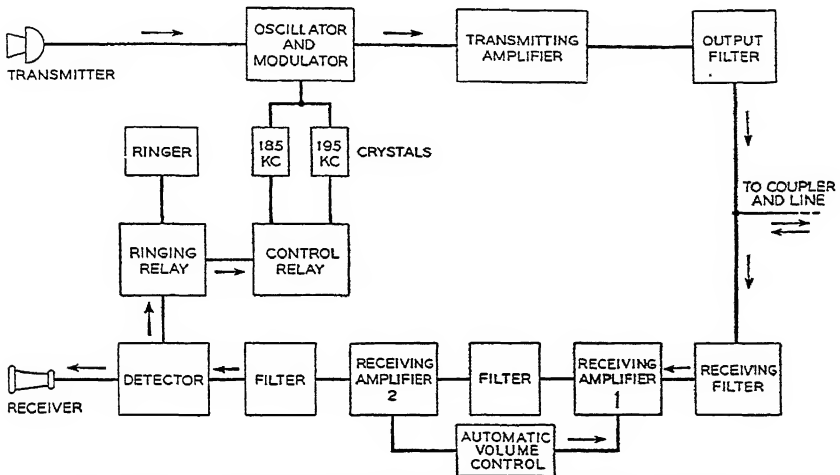 TRANSMITTER
OSCILLATOR
AND
MODULATOR
TRANSMITTING
AMPLIFIER
OUTPUT
FILTER
RINGER
185
KC
195
KC
CRYSTALS
TO COUPLER
AND LINE
RINGING
RELAY
CONTROL
RELAY
RECEIVER
DETECTOR
FILTER
RECEIVING
AMPLIFIER
2
FILTER
RECEIVING
AMPLIFIER
1
RECEIVING
FILTER
AUTOMATIC
VOLUME
CONTROL